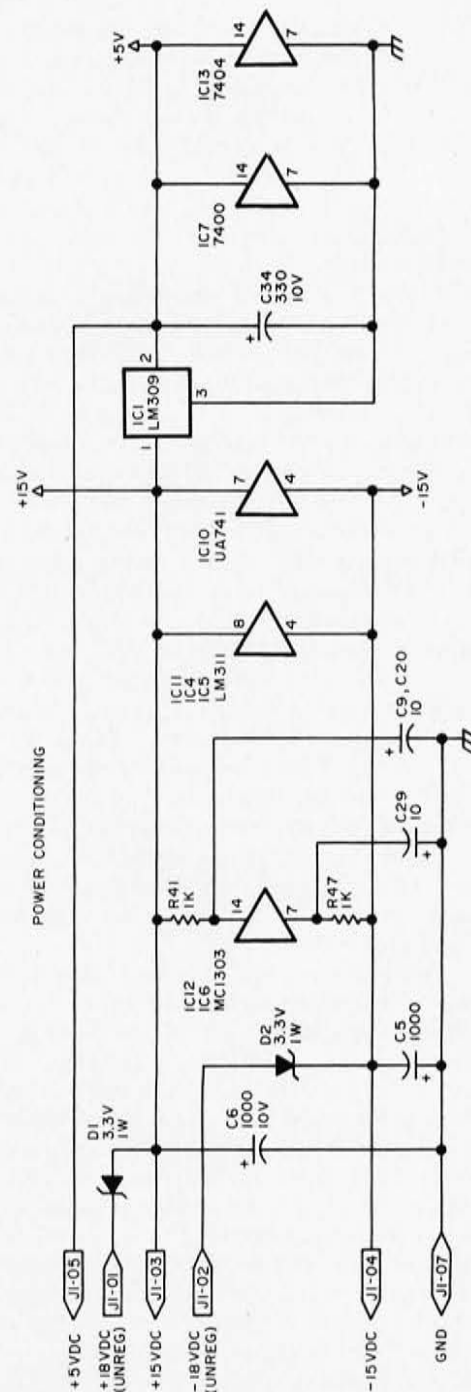 POWER CONDITIONING
+5VDC
J1-05
+18VDC
(UNREG)
J1-01
+15VDC
J1-03
-18VDC
(UNREG)
J1-02
-15VDC
J1-04
GND
J1-07
D1
3.3V
1W
C6
1000
10V
+
D2
3.3V
1W
C5
1000
+
IC12
IC6
MC1303
R41
1K
14
7
R47
1K
C29
10
+
C9, C20
10
+
IC11
IC4
IC5
LM311
8
4
IC10
UA741
7
4
+15V
-15V
IC1
LM309
1
2
3
C34
330
10V
+
IC7
7400
14
7
IC13
7404
14
7
+5V